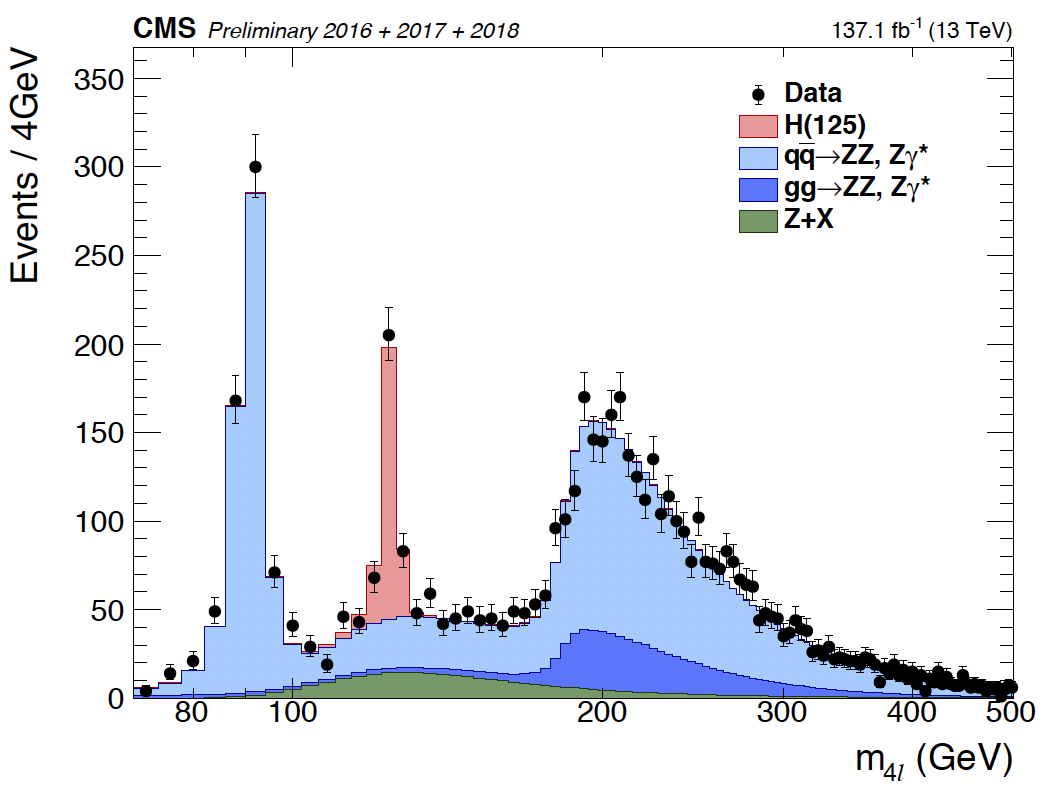 CMS Preliminary 2016 + 2017 + 2018 137.1 fb⁻¹ (13 TeV)
Events / 4GeV
350
300
250
200
150
100
50
0
Data
H(125)
qq̅→ZZ, Zγ*
gg→ZZ, Zγ*
Z+X
80 100 200 300 400 500
m₄ₗ (GeV)